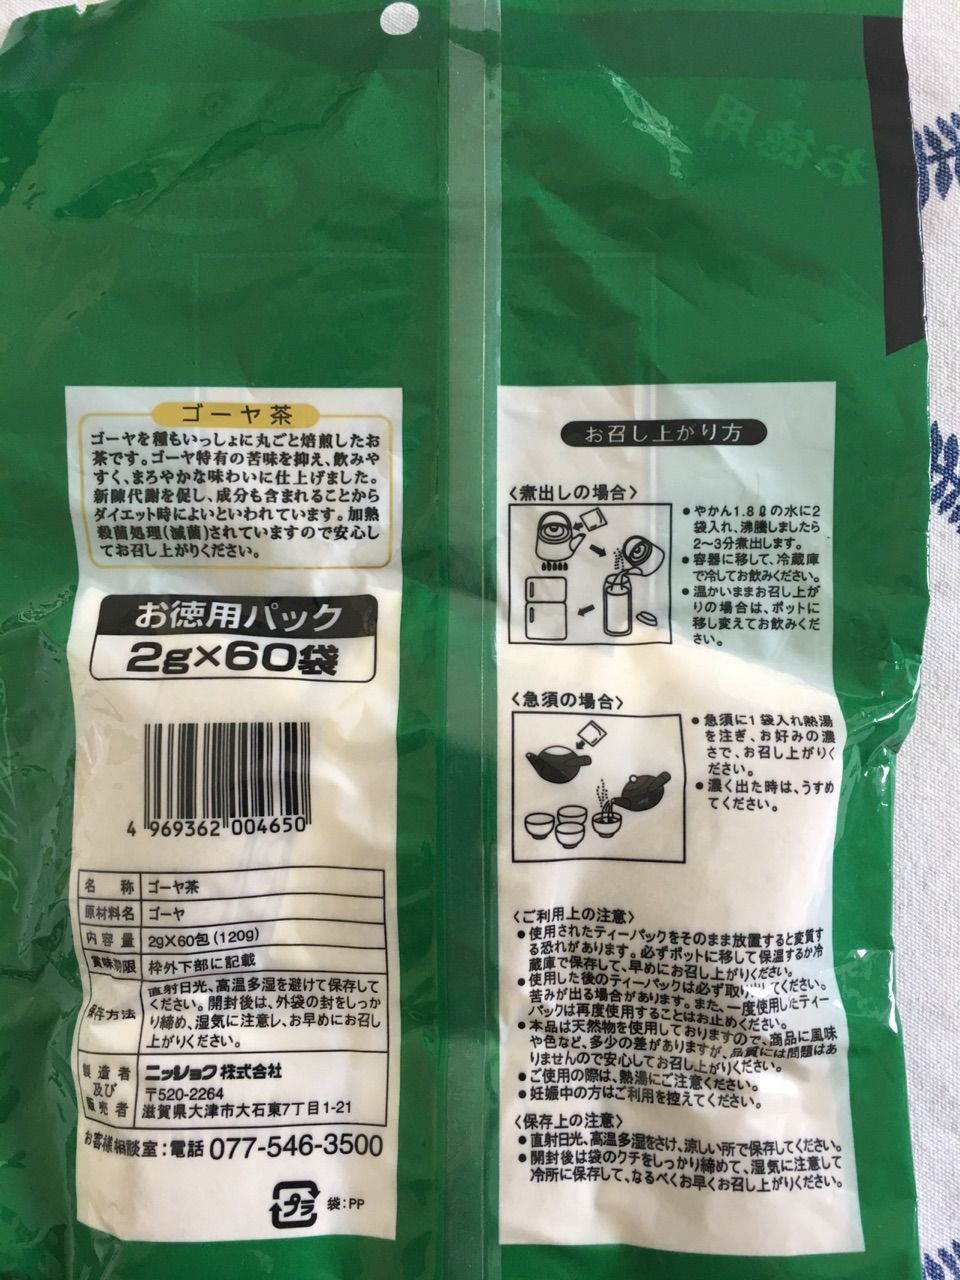 お徳用
ゴーヤ茶
ゴーヤを種もいっしょに丸ごと焙煎したお
茶です。ゴーヤ特有の苦味を抑え、飲みや
すく、まろやかな味わいに仕上げました。
新陳代謝を促し、成分も含まれることから
ダイエット時によいといわれています。加熱
殺菌処理(滅菌)されていますので安心し
てお召し上がりください。
お徳用パック
2g×60袋
4 969362 004650
名 称 ゴーヤ茶
原材料名 ゴーヤ
内容量 2g×60包(120g)
賞味期限 枠外下部に記載
保存方法 直射日光、高温多湿を避けて保存して
ください。開封後は、外袋の封をしっか
り締め、湿気に注意し、お早めにお召し
上がりください。
製造者
及び
販売者
ニッショク株式会社
〒520-2264
滋賀県大津市大石東7丁目1-21
お客様相談室:電話 077-546-3500
プラ 袋:PP
お召し上がり方
〈煮出しの場合〉
●やかん1.8ℓの水に2
袋入れ、沸騰しましたら
2〜3分煮出します。
●容器に移して、冷蔵庫
で冷してお飲みください。
●温かいままお召し上が
りの場合は、ポットに
移し変えてお飲みくだ
さい。
〈急須の場合〉
●急須に1袋入れ熱湯
を注ぎ、お好みの濃
さで、お召し上がりく
ださい。
●濃く出た時は、うすめ
てください。
〈ご利用上の注意〉
●使用されたティーパックをそのまま放置すると変質す
る恐れがあります。必ずポットに移して保温するか冷
蔵庫で保存して、早めにお召し上がりください。
●使用した後のティーパックは必ず取り てください。
苦みが出る場合があります。また、一度使用したティー
パックは再度使用することはお止めください。
●本品は天然物を使用しておりますので、商品に風味
や色など、多少の差がありますが、品質には問題はあ
りませんので安心してお召し上がりください。
●ご使用の際は、熱湯にご注意ください。
●妊娠中の方はご利用を控えてください。
〈保存上の注意〉
●直射日光、高温多湿をさけ、涼しい所で保存してください。
●開封後は袋のクチをしっかり締めて、湿気に注意して
冷所に保存して、なるべくお早くお召し上がりください。